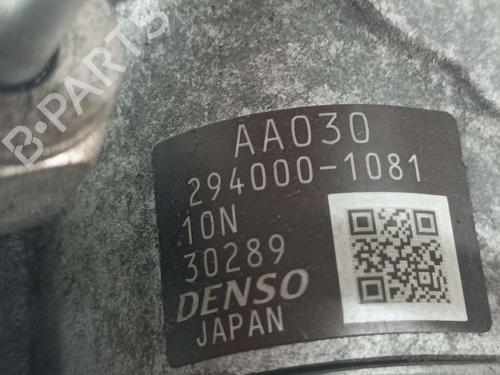 B-PARTS
AA030
294000-1081
10N
30289
DENSO
JAPAN